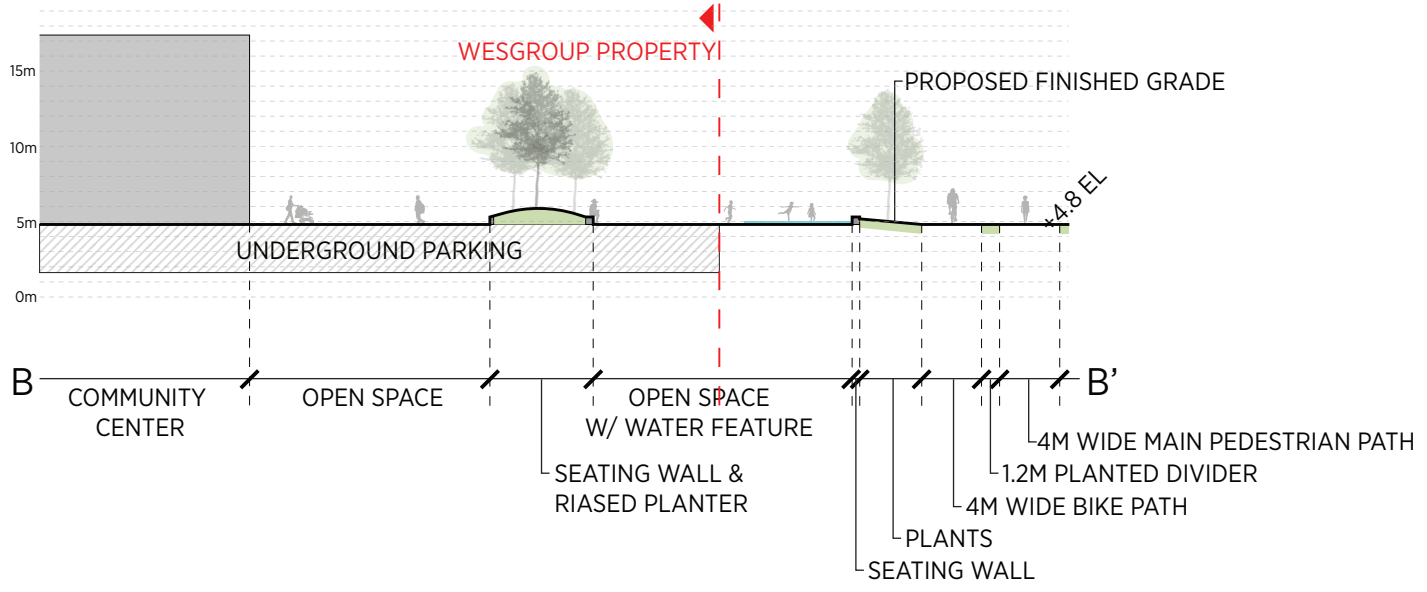 WESGROUP PROPERTY
15m
PROPOSED FINISHED GRADE
10m
5m
+4.8 EL
UNDERGROUND PARKING
0m
B
B'
COMMUNITY
CENTER
OPEN SPACE
OPEN SPACE
W/ WATER FEATURE
4M WIDE MAIN PEDESTRIAN PATH
SEATING WALL &
RIASED PLANTER
1.2M PLANTED DIVIDER
4M WIDE BIKE PATH
PLANTS
SEATING WALL